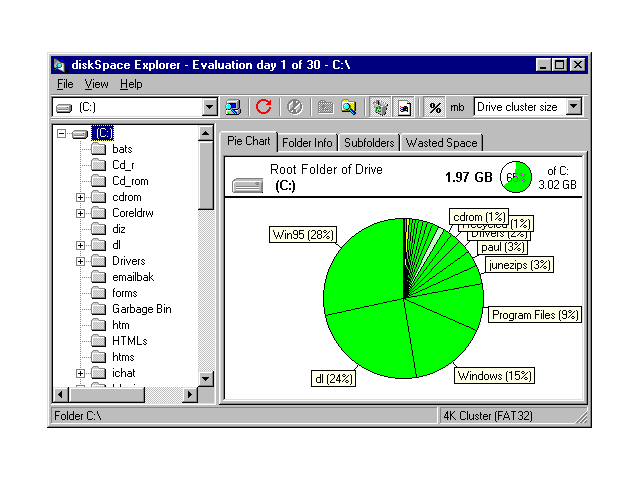 diskSpace Explorer - Evaluation day 1 of 30 - C:\
File View Help
(C:) % mb Drive cluster size
(C:)
bats
Cd_r
Cd_rom
cdrom
Coreldrw
diz
dl
Drivers
emailbak
forms
Garbage Bin
htm
HTMLs
htms
ichat
Pie Chart Folder Info Subfolders Wasted Space
Root Folder of Drive
(C:)
1.97 GB
65%
of C:
3.02 GB
cdrom (1%)
Recycled (1%)
Drivers (2%)
paul (3%)
junezips (3%)
Program Files (9%)
Windows (15%)
dl (24%)
Win95 (28%)
Folder C:\ 4K Cluster (FAT32)